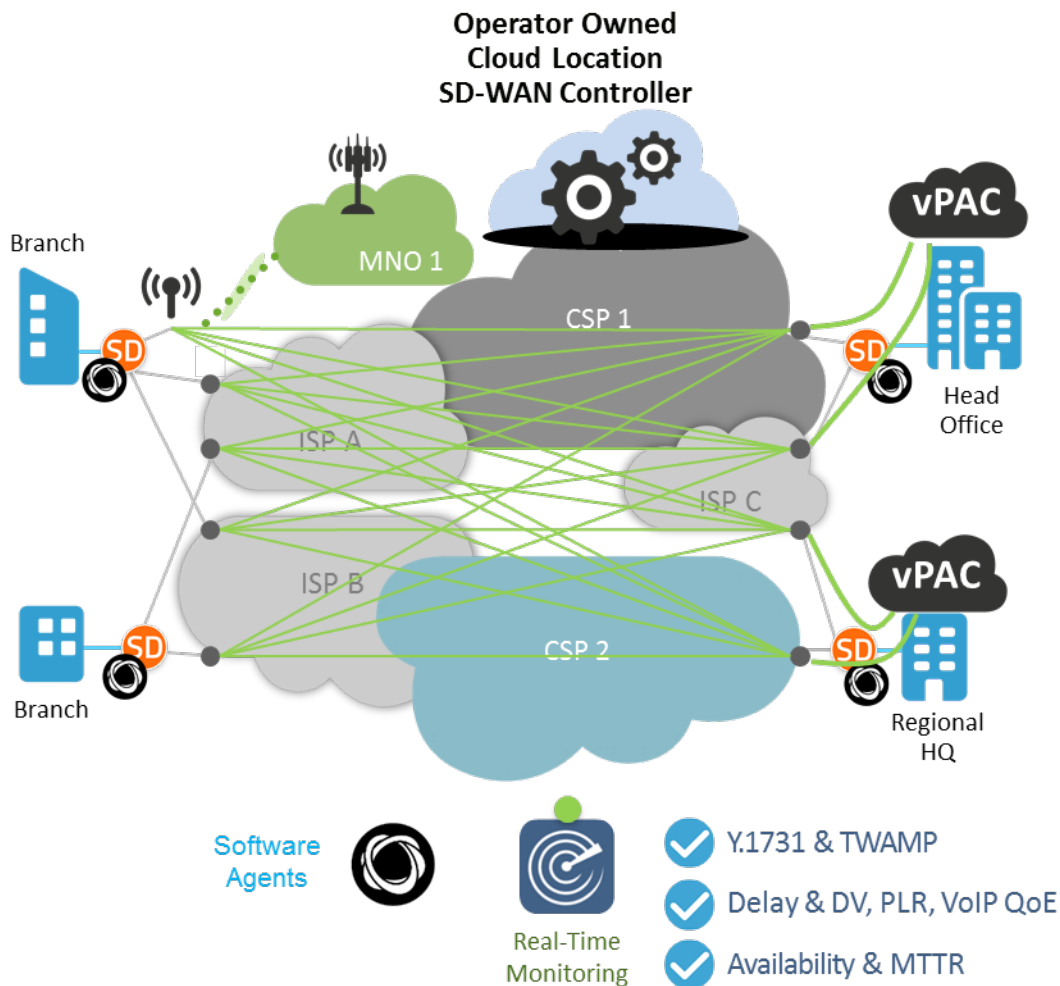 Operator Owned
Cloud Location
SD-WAN Controller
vPAC
Branch
MNO 1
CSP 1
SD
SD
ISP A
Head
Office
ISP C
ISP B
vPAC
SD
SD
CSP 2
Branch
Regional
HQ
Software
Agents
Real-Time
Monitoring
Y.1731 & TWAMP
Delay & DV, PLR, VoIP QoE
Availability & MTTR